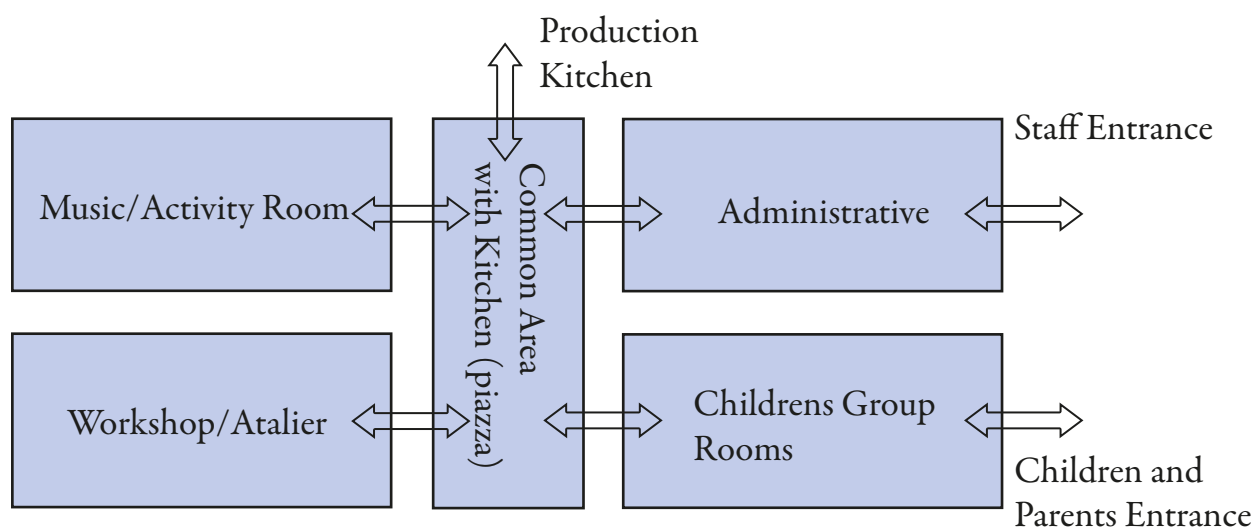 Production
Kitchen
Staff Entrance
Music/Activity Room
Common Area
with Kitchen (piazza)
Administrative
Workshop/Atalier
Childrens Group
Rooms
Children and
Parents Entrance